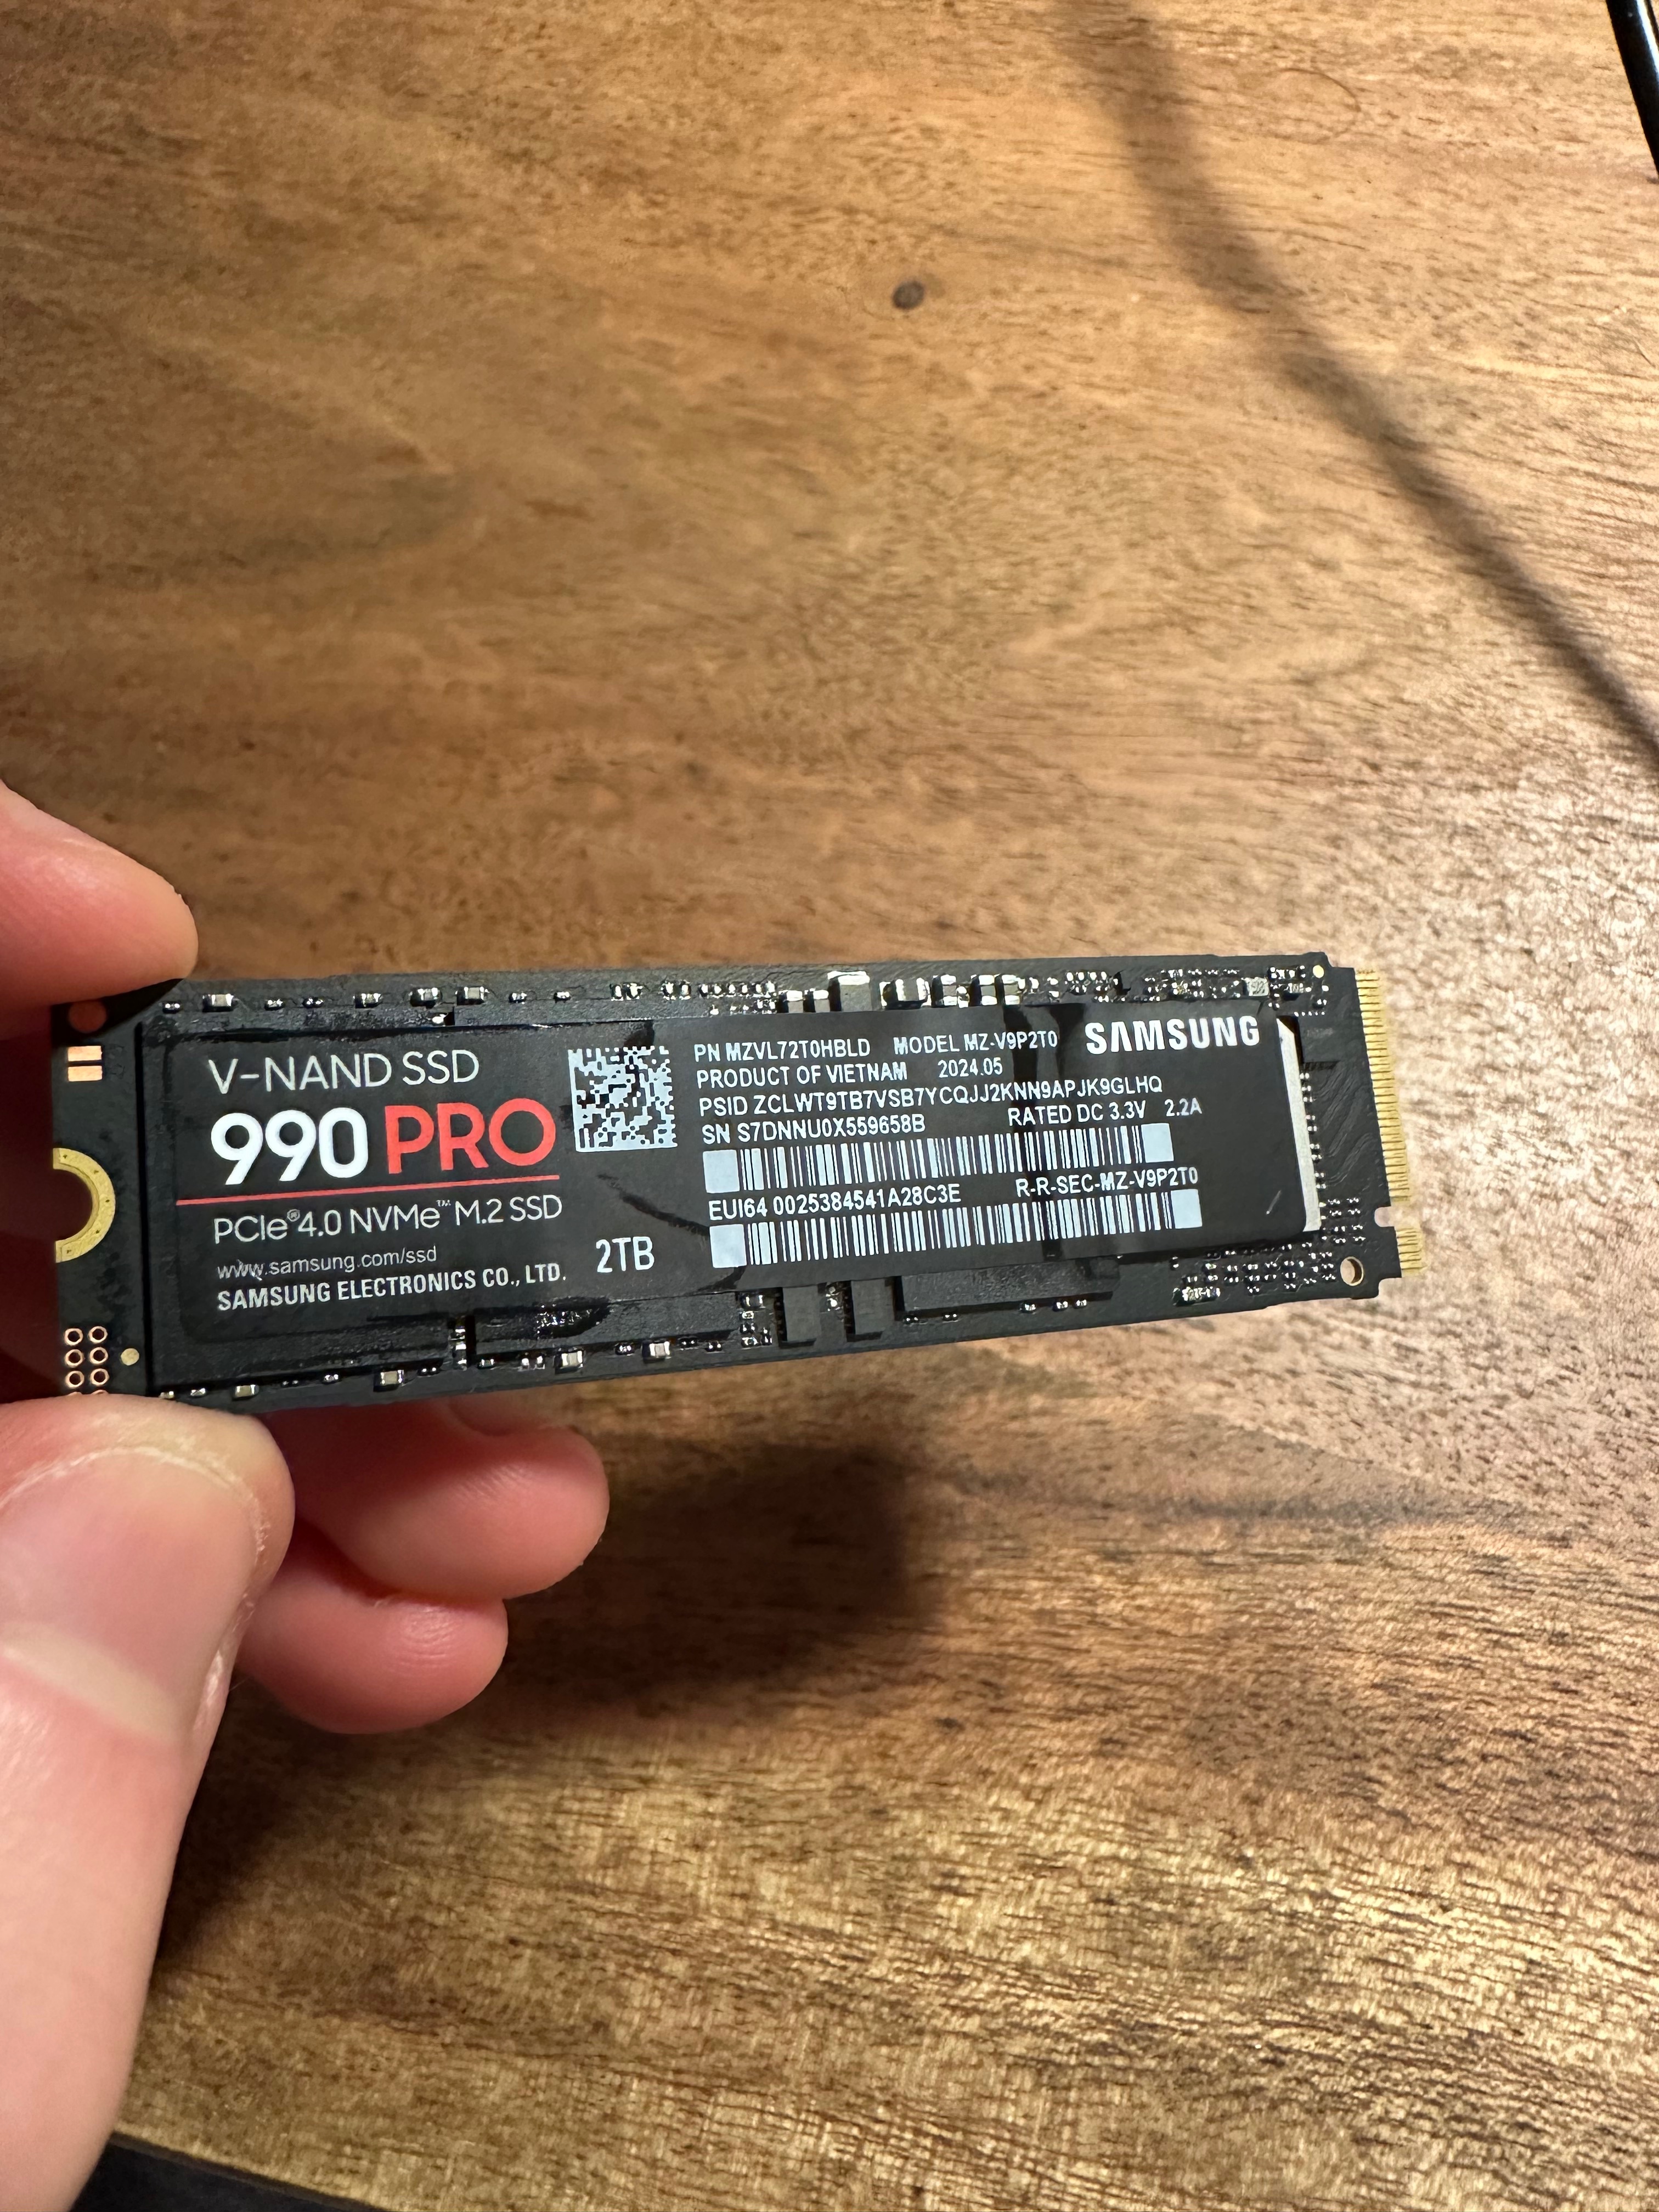 V-NAND SSD
990 PRO
PCIe®4.0 NVMe™ M.2 SSD
www.samsung.com/ssd
SAMSUNG ELECTRONICS CO., LTD.
2TB
PN MZVL72T0HBLD MODEL MZ-V9P2T0
SAMSUNG
PRODUCT OF VIETNAM 2024.05
PSID ZCLWT9TB7VSB7YCQJJ2KNN9APJK9GLHQ
SN S7DNNU0X559658B RATED DC 3.3V 2.2A
EUI64 0025384541A28C3E R-R-SEC-MZ-V9P2T0